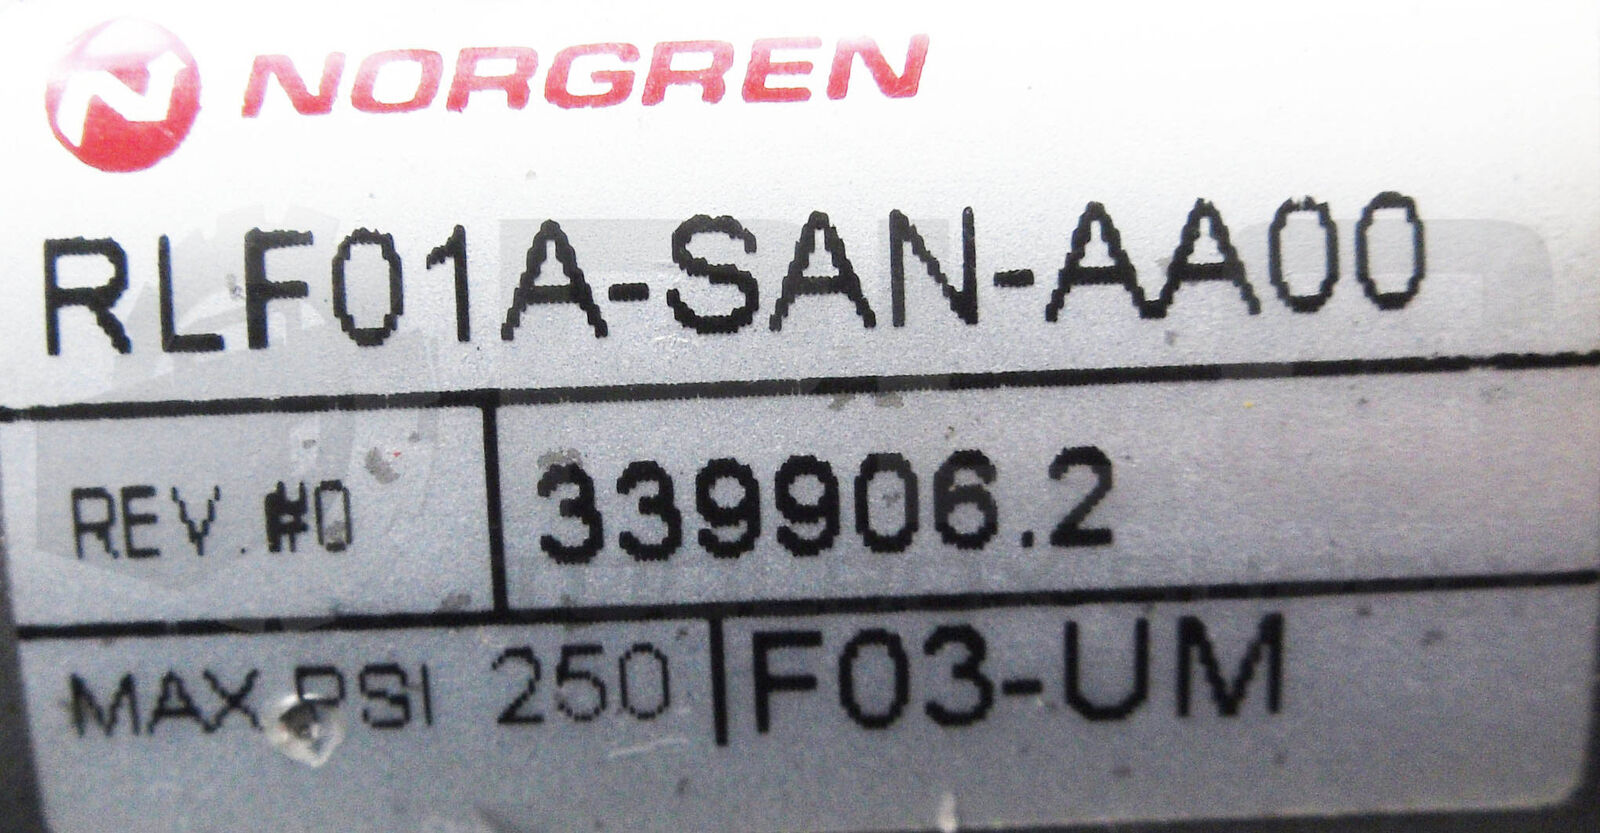 NORGREN
RLF01A-SAN-AA00
REV. #0
339906.2
MAX PSI 250
F03-UM